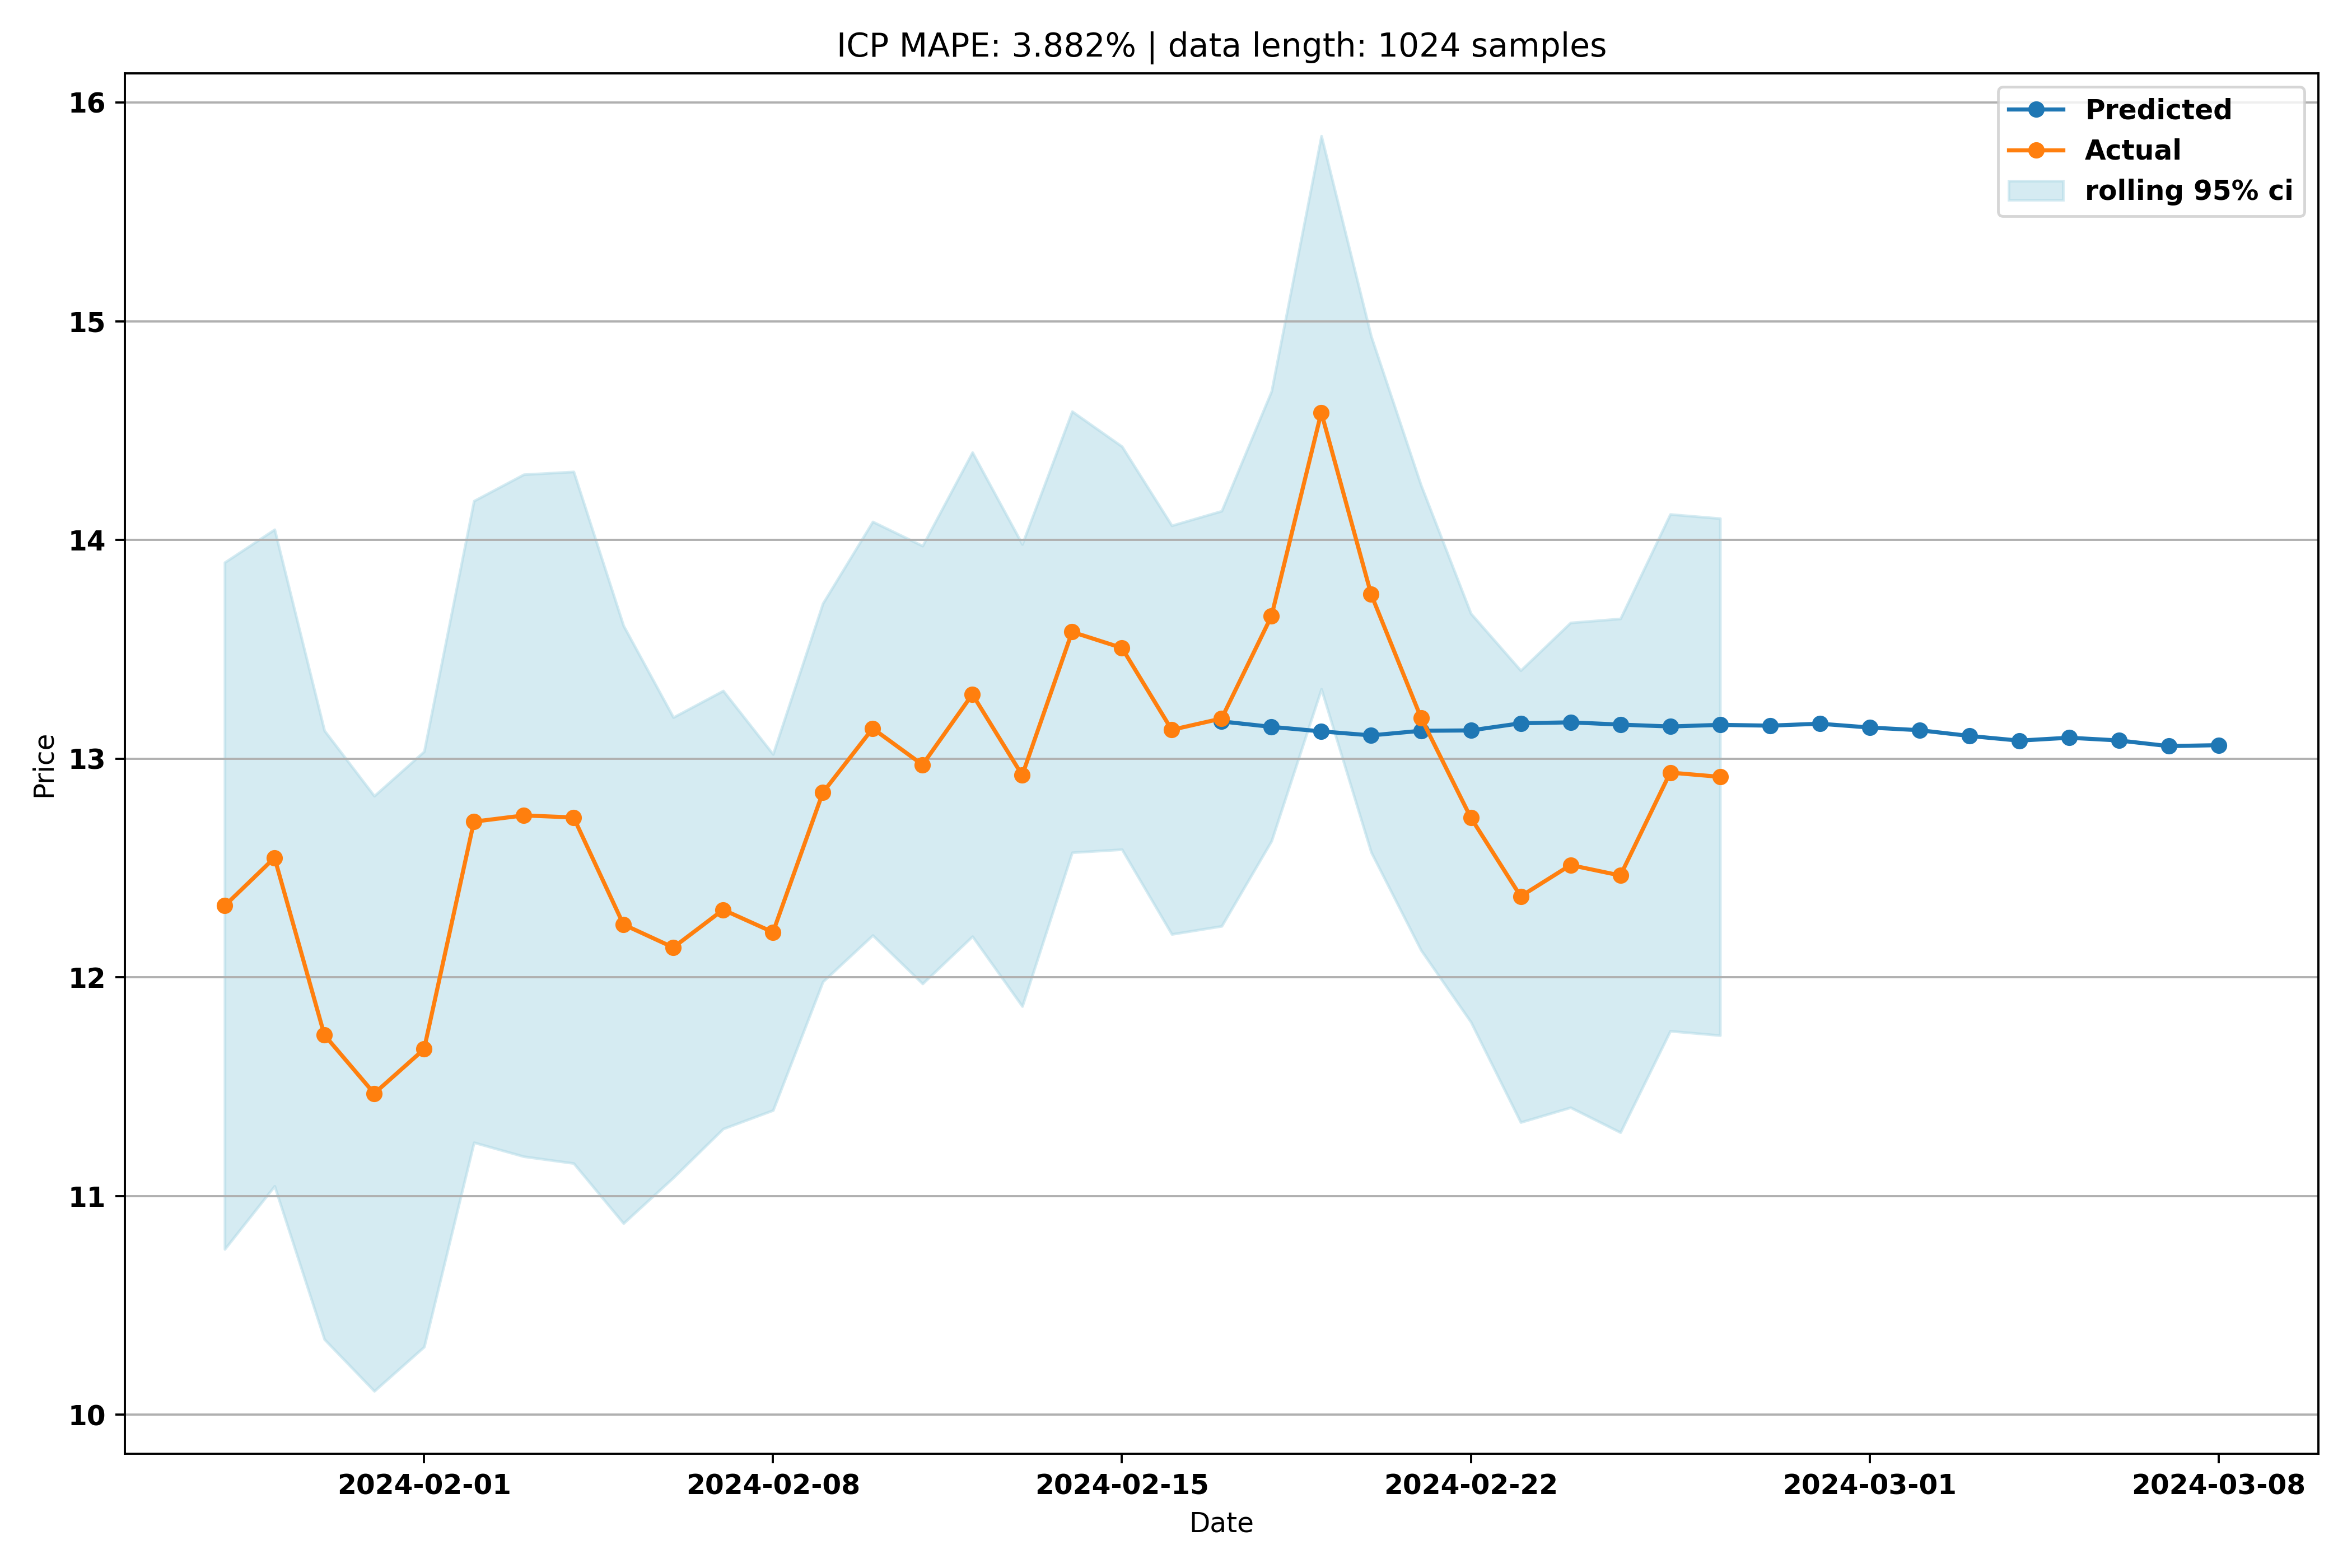 ICP MAPE: 3.882% | data length: 1024 samples
Predicted
Actual
rolling 95% ci
16
15
14
13
12
11
10
Price
2024-02-01
2024-02-08
2024-02-15
2024-02-22
2024-03-01
2024-03-08
Date